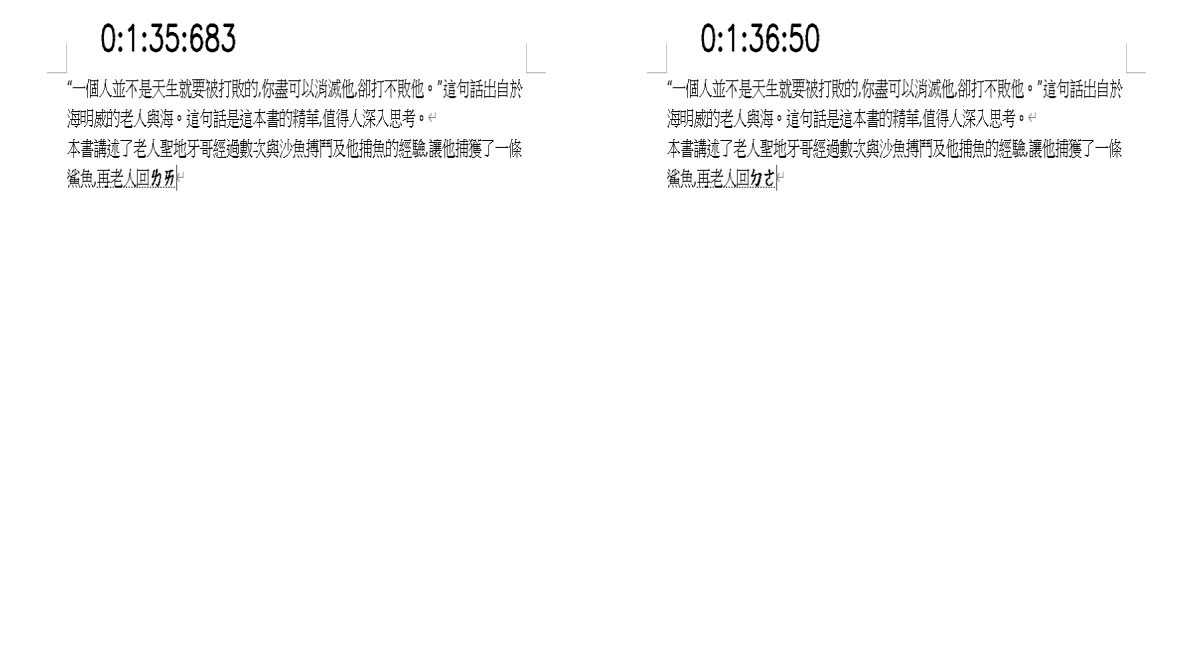 0:1:35:683
“一個人並不是天生就要被打敗的,你盡可以消滅他,卻打不敗他。”這句話出自於
海明威的老人與海。這句話是這本書的精華,值得人深入思考。
本書講述了老人聖地牙哥經過數次與沙魚搏鬥及他捕魚的經驗,讓他捕獲了一條
鯊魚,再老人回ㄌㄞ
0:1:36:50
“一個人並不是天生就要被打敗的,你盡可以消滅他,卻打不敗他。”這句話出自於
海明威的老人與海。這句話是這本書的精華,值得人深入思考。
本書講述了老人聖地牙哥經過數次與沙魚搏鬥及他捕魚的經驗,讓他捕獲了一條
鯊魚,再老人回ㄉㄜ